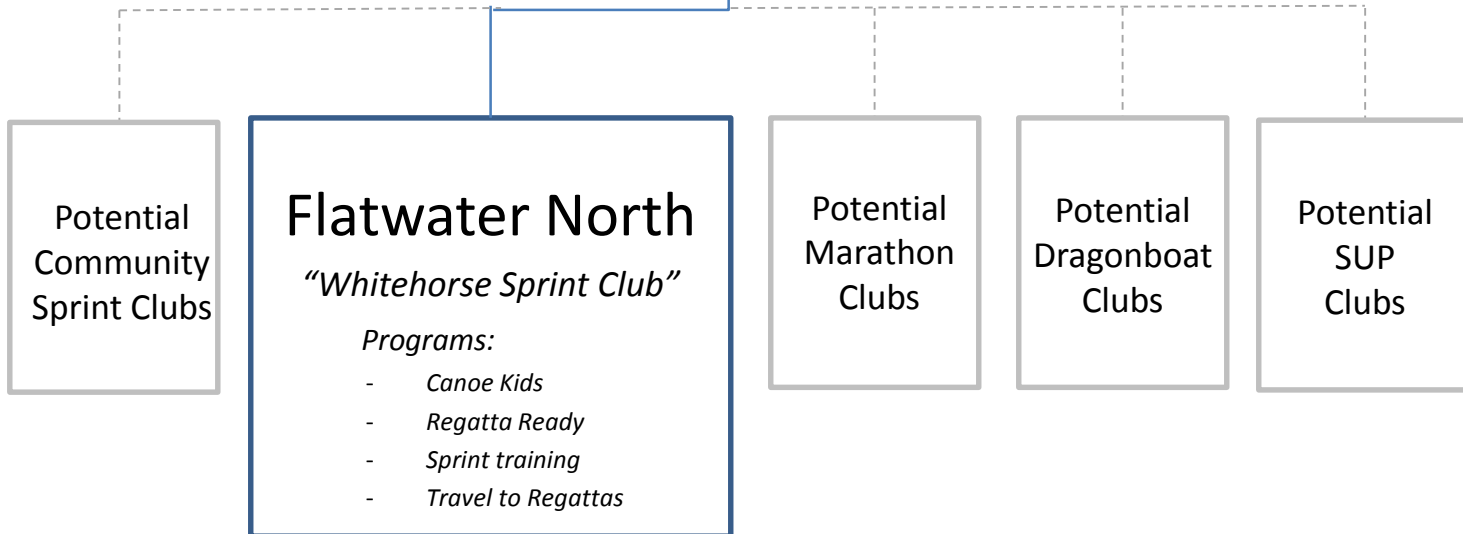 Potential
Community
Sprint Clubs
Flatwater North
“Whitehorse Sprint Club”
Programs:
- Canoe Kids
- Regatta Ready
- Sprint training
- Travel to Regattas
Potential
Marathon
Clubs
Potential
Dragonboat
Clubs
Potential
SUP
Clubs